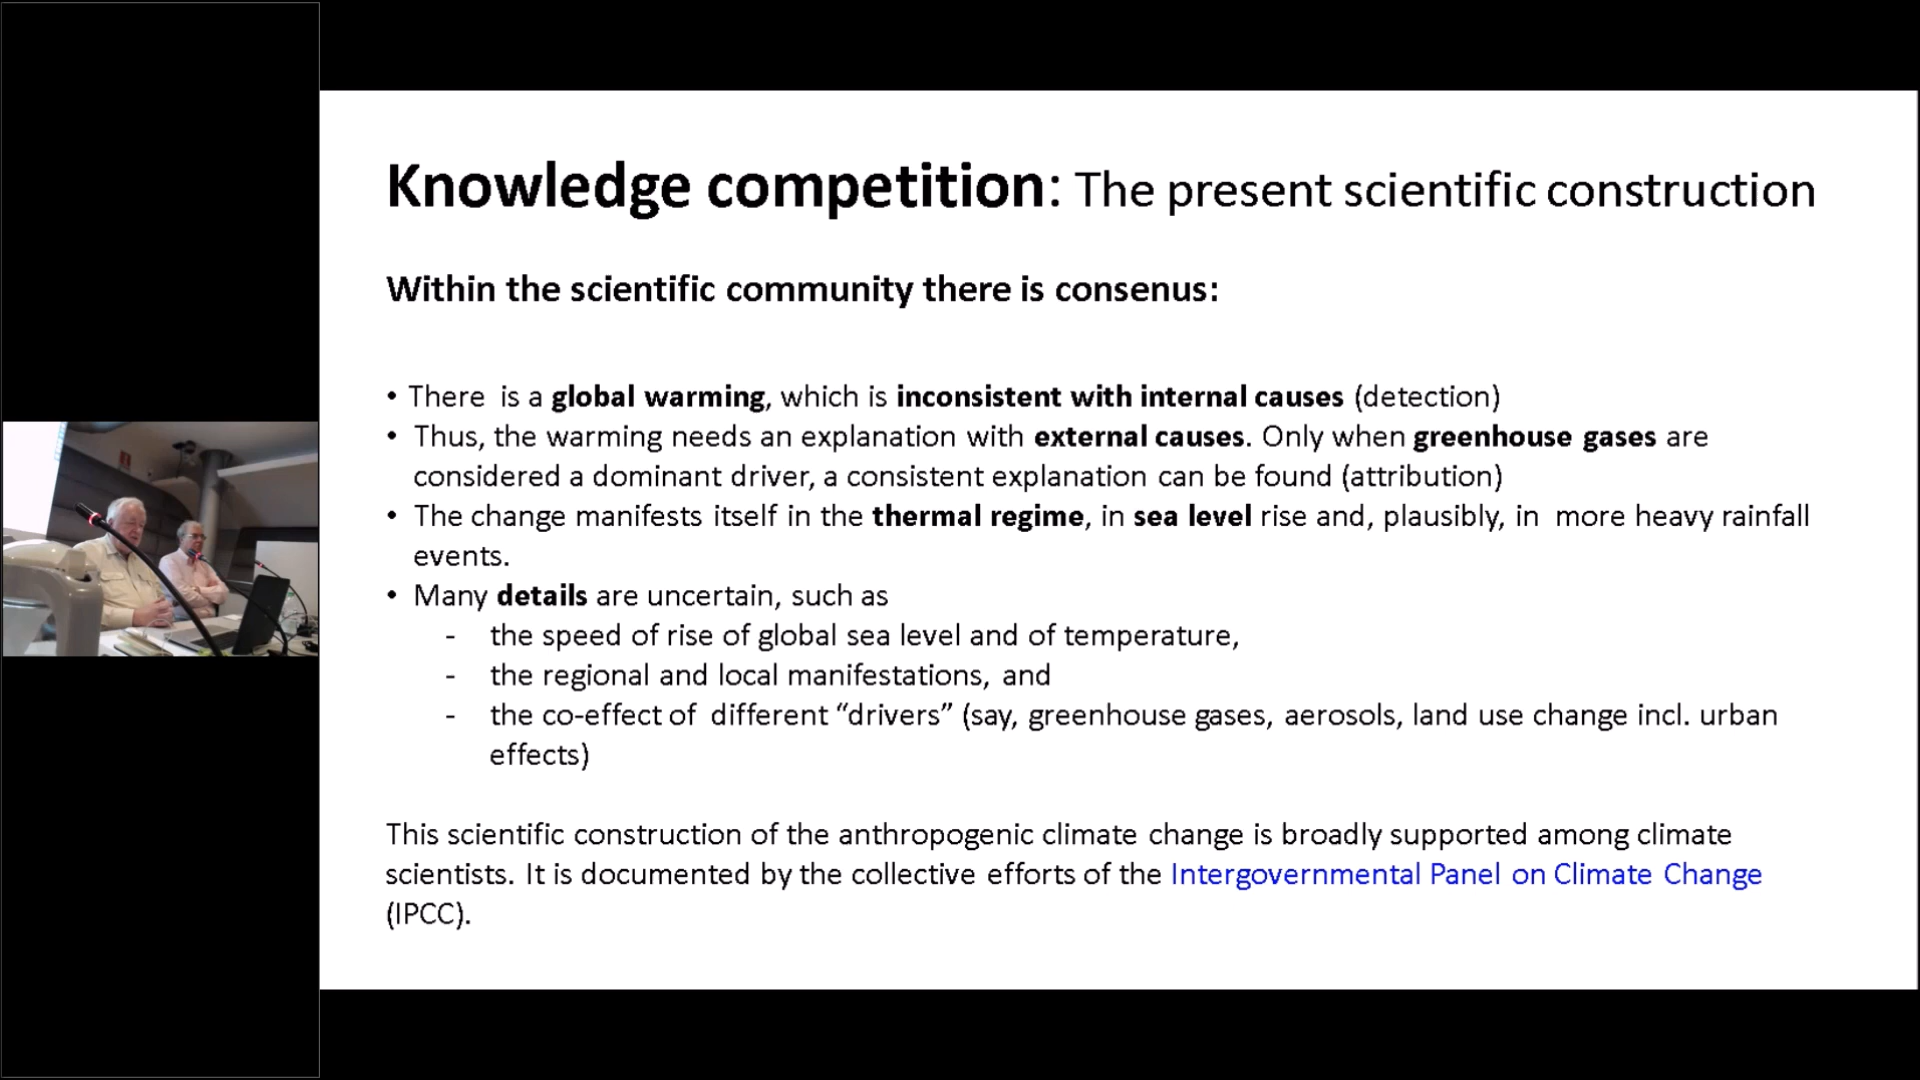 Knowledge competition: The present scientific construction
Within the scientific community there is consenus:
• There is a global warming, which is inconsistent with internal causes (detection)
• Thus, the warming needs an explanation with external causes. Only when greenhouse gases are
considered a dominant driver, a consistent explanation can be found (attribution)
• The change manifests itself in the thermal regime, in sea level rise and, plausibly, in more heavy rainfall
events.
• Many details are uncertain, such as
- the speed of rise of global sea level and of temperature,
- the regional and local manifestations, and
- the co-effect of different “drivers” (say, greenhouse gases, aerosols, land use change incl. urban
effects)
This scientific construction of the anthropogenic climate change is broadly supported among climate
scientists. It is documented by the collective efforts of the Intergovernmental Panel on Climate Change
(IPCC).